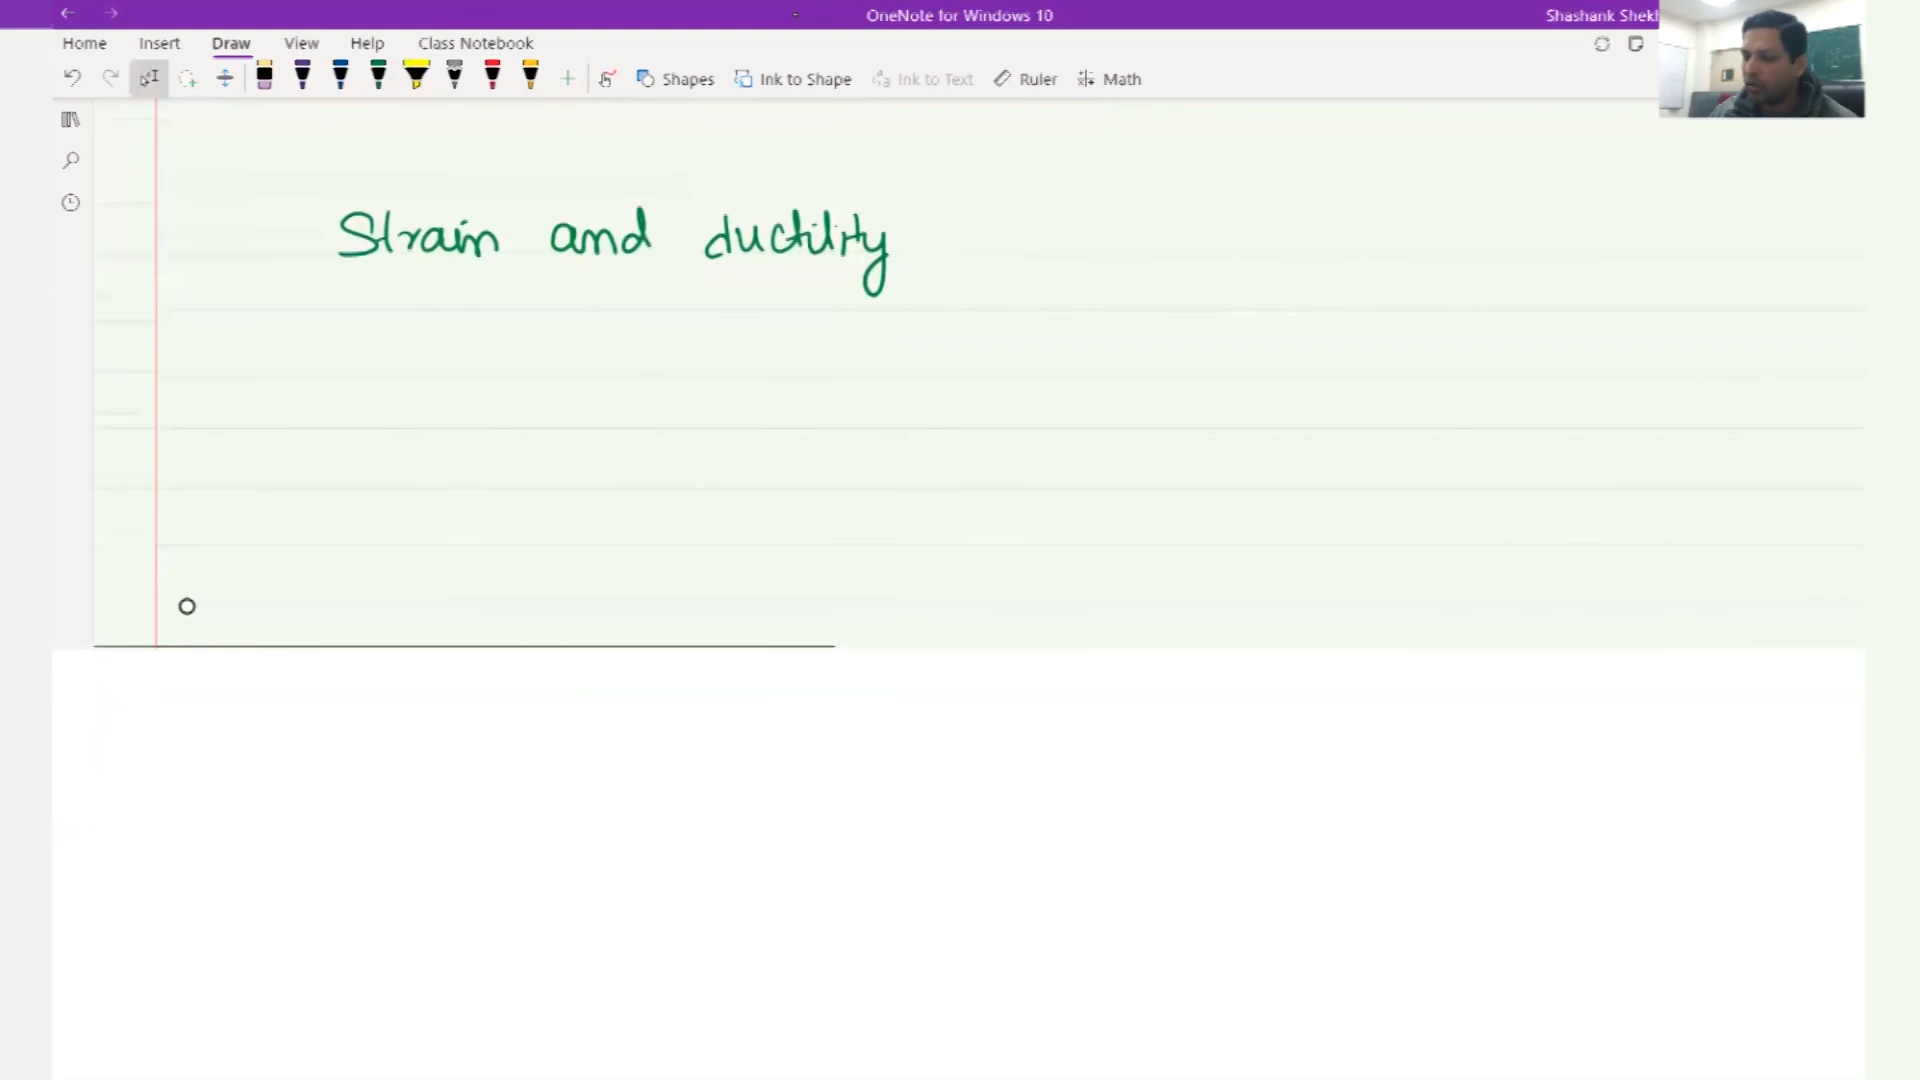 OneNote for Windows 10
Shashank Shekh
Home Insert Draw View Help Class Notebook
Shapes Ink to Shape Ink to Text Ruler Math
Strain and ductility